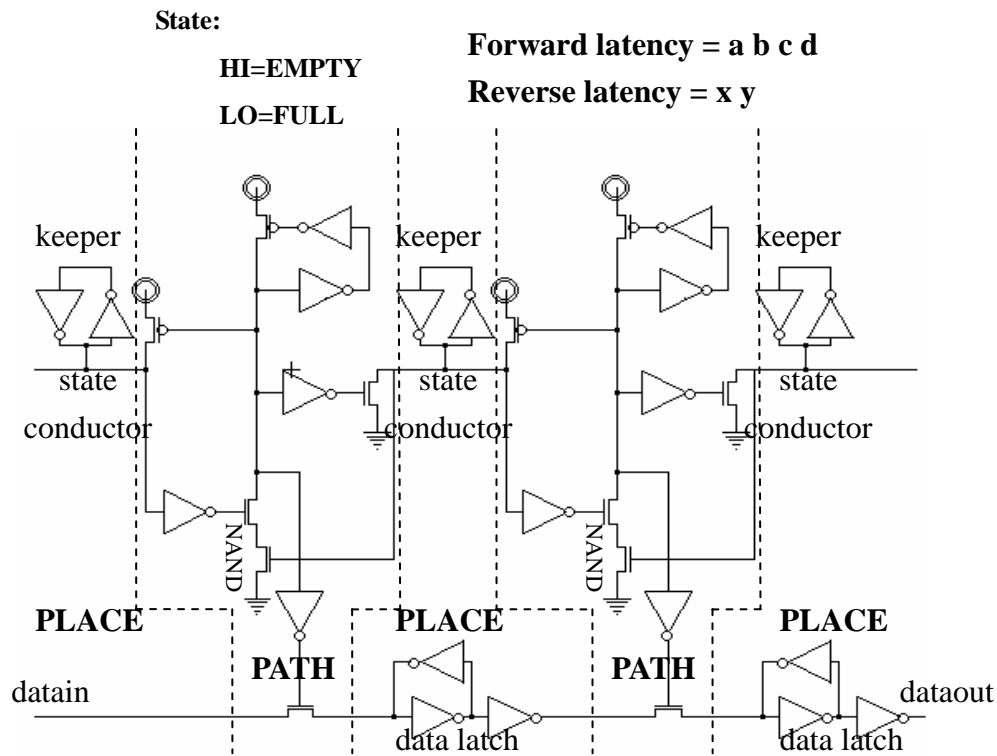 State:
HI=EMPTY
LO=FULL
Forward latency = a b c d
Reverse latency = x y
keeper
keeper
keeper
state
conductor
state
conductor
state
conductor
NAND
NAND
PLACE
PLACE
PLACE
PATH
PATH
datain
dataout
data latch
data latch